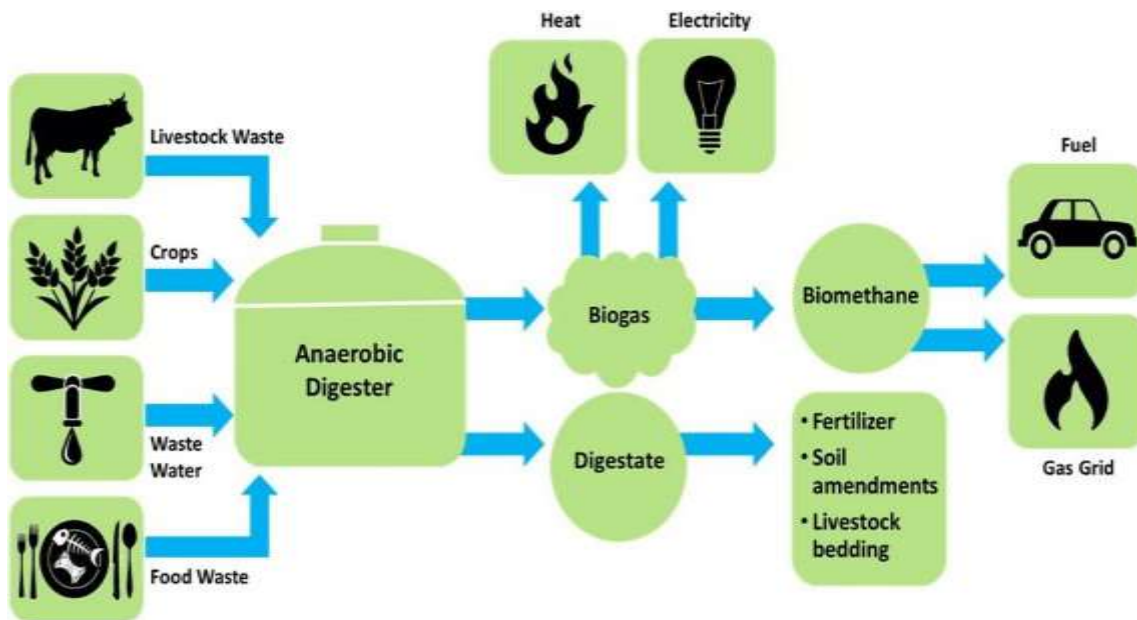 Heat
Electricity
Livestock Waste
Fuel
Crops
Biogas
Biomethane
Anaerobic
Digester
Waste
Water
Digestate
• Fertilizer
• Soil
amendments
• Livestock
bedding
Gas Grid
Food Waste